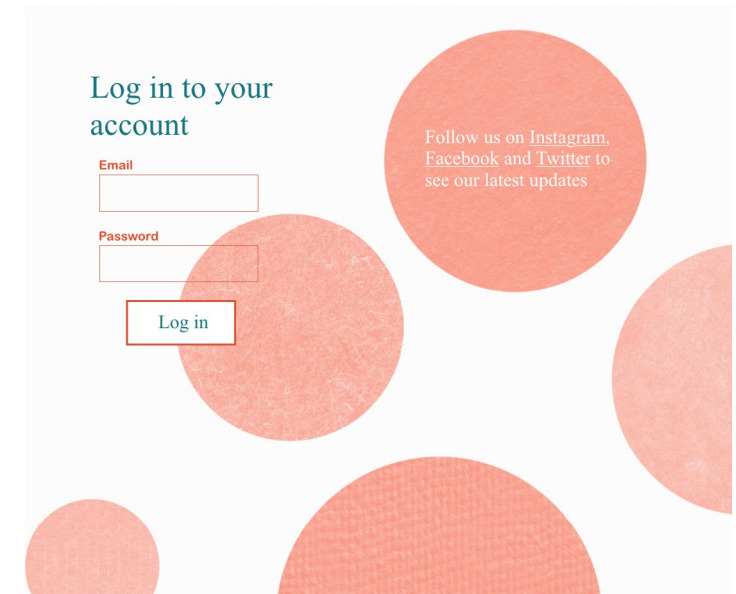 Log in to your
account
Email
Password
Log in
Follow us on Instagram,
Facebook and Twitter to
see our latest updates